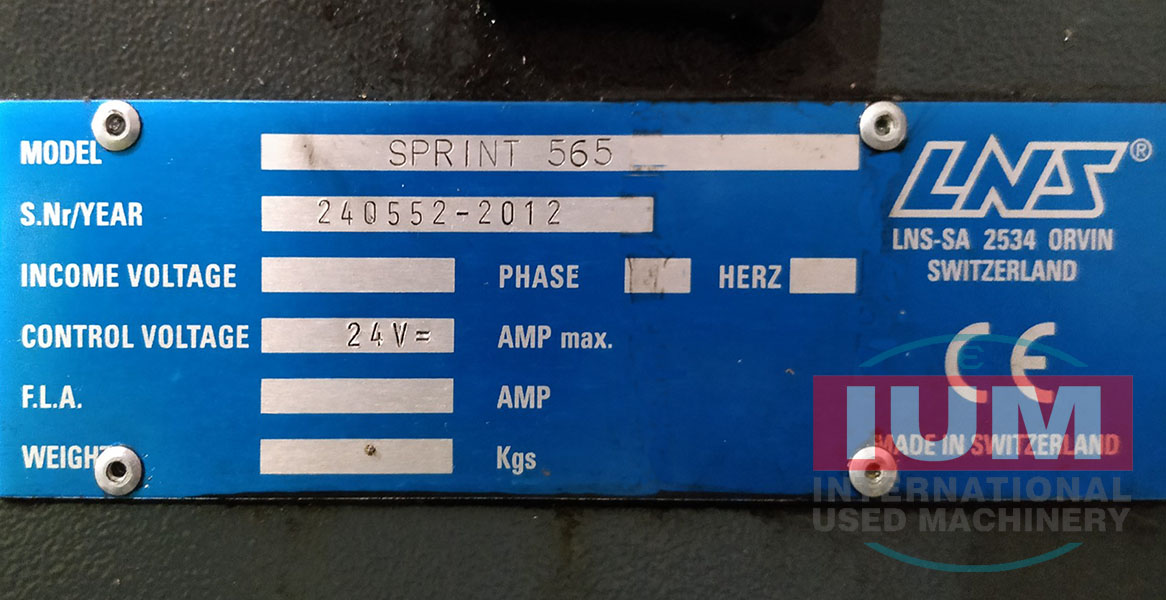 MODEL SPRINT 565
S.Nr/YEAR 240552-2012
INCOME VOLTAGE PHASE HERZ
CONTROL VOLTAGE 24V= AMP max.
F.L.A. AMP
WEIGHT Kgs
LNS®
LNS-SA 2534 ORVIN
SWITZERLAND
CE
MADE IN SWITZERLAND
IUM
INTERNATIONAL
USED MACHINERY